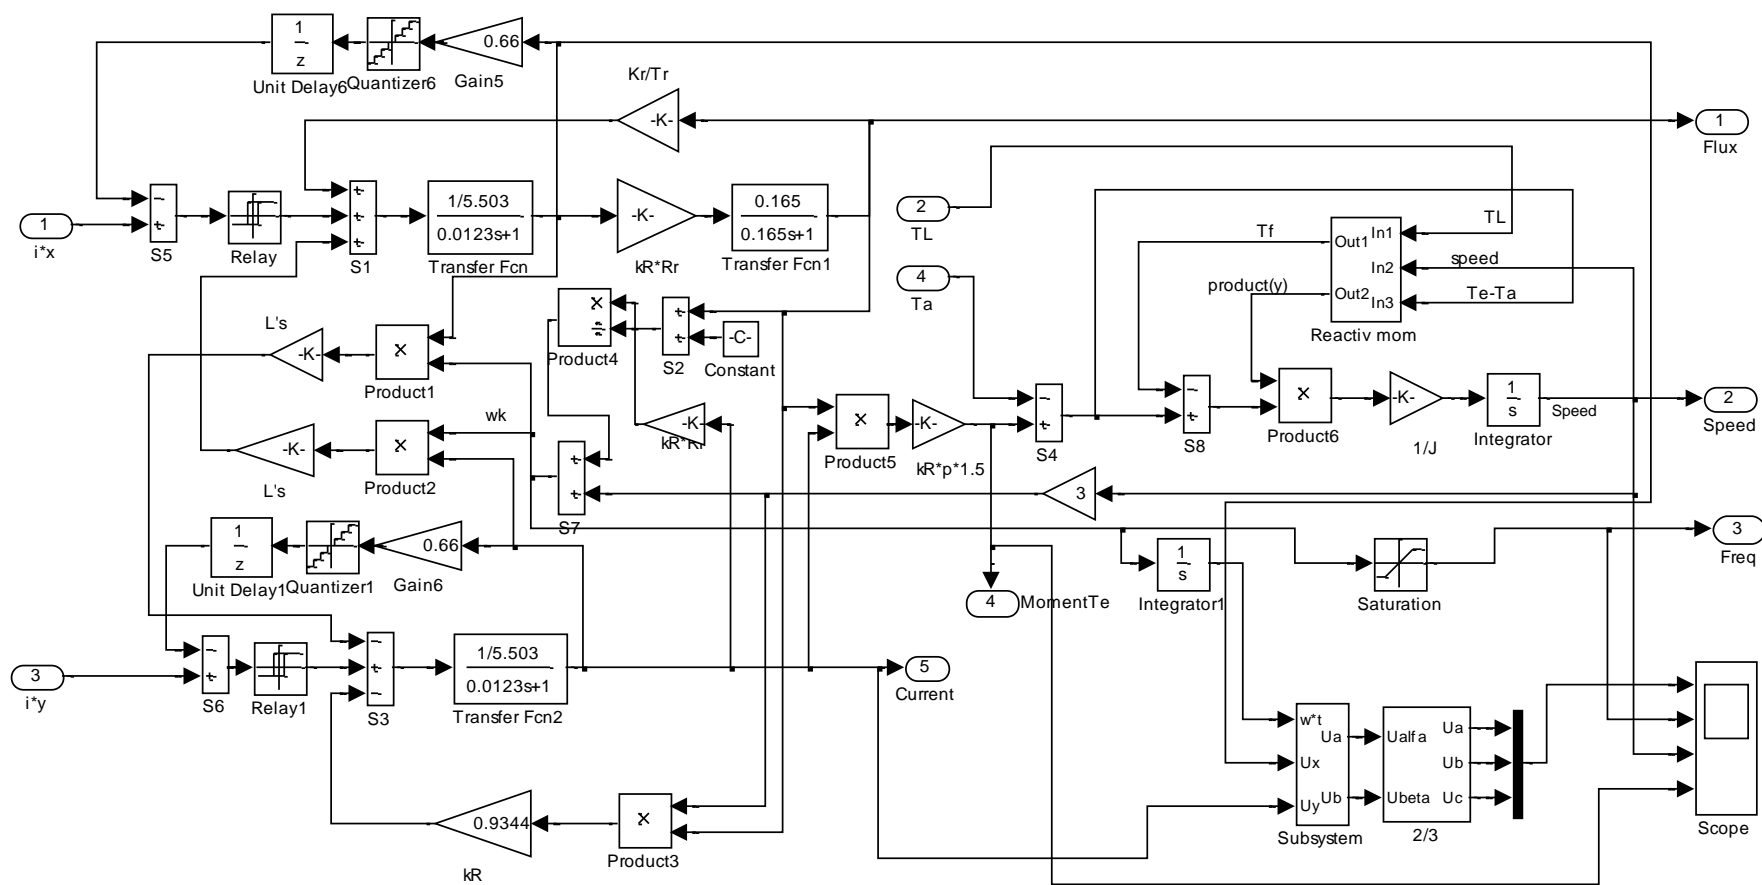 1
z
Unit Delay6
Quantizer6
0.66
Gain5
Kr/Tr
-K-
1
Flux
1
i*x
S5
Relay
S1
1/5.503
0.0123s+1
Transfer Fcn
-K-
kR*Rr
0.165
0.165s+1
Transfer Fcn1
2
TL
4
Ta
Tf
product(y)
Out1
Out2
In1
In2
In3
TL
speed
Te-Ta
Reactiv mom
L's
-K-
Product1
Product4
S2
-C-
Constant
wk
-K-
L's
Product2
-K-
kR*Rr
S7
Product5
-K-
kR*p*1.5
S4
S8
Product6
-K-
1/J
1
s
Integrator
Speed
2
Speed
3
1
z
Unit Delay1
Quantizer1
0.66
Gain6
4
MomentTe
1
s
Integrator1
Saturation
3
Freq
3
i*y
S6
Relay1
S3
1/5.503
0.0123s+1
Transfer Fcn2
5
Current
0.9344
kR
Product3
w*t
Ux
Uy
Ua
Ub
Subsystem
Ualfa
Ubeta
Ua
Ub
Uc
2/3
Scope